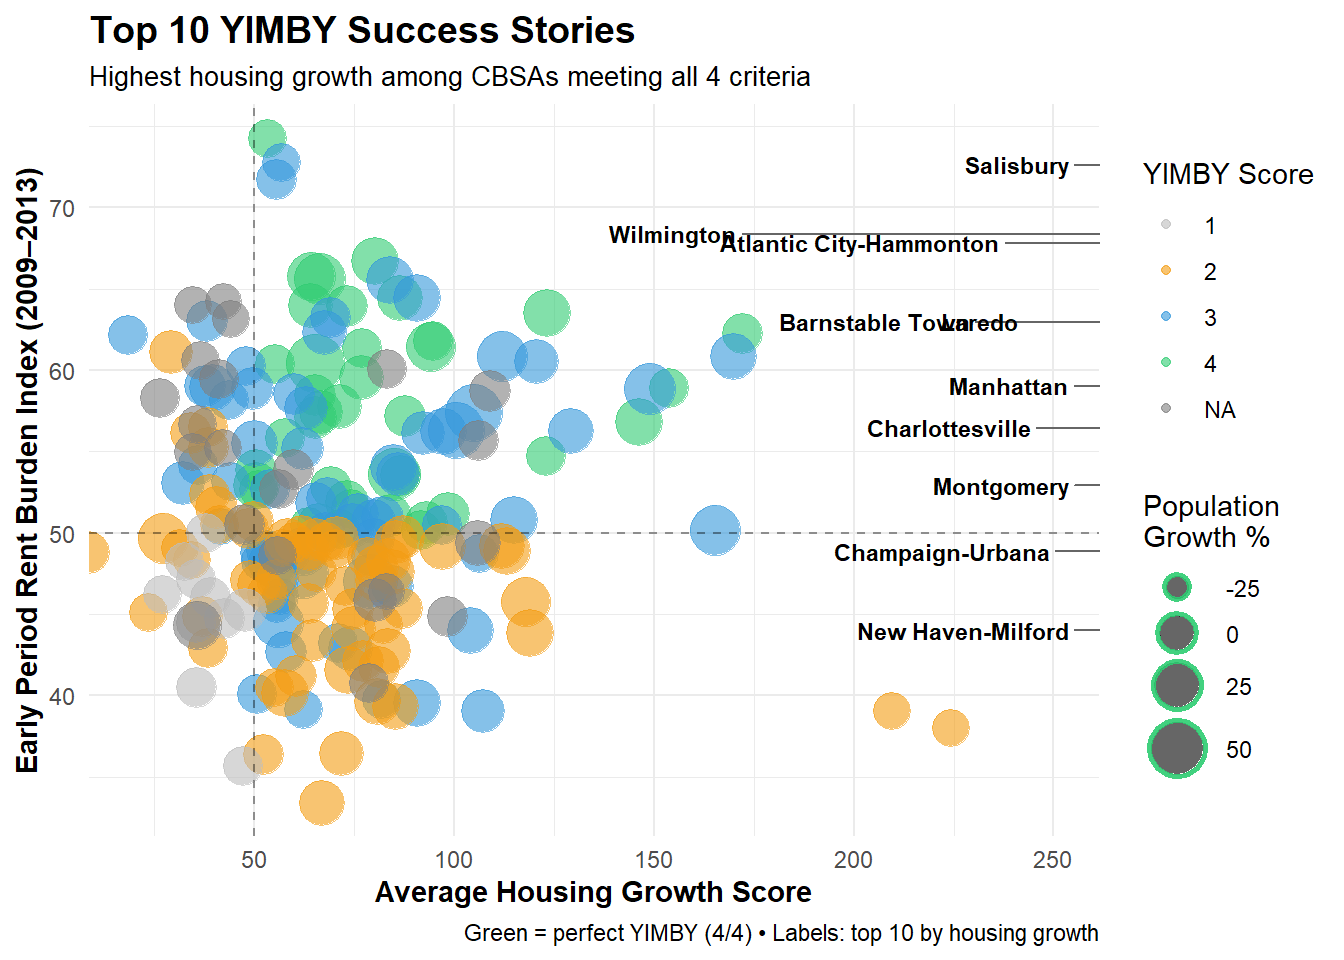 Top 10 YIMBY Success Stories
Highest housing growth among CBSAs meeting all 4 criteria
Early Period Rent Burden Index (2009–2013)
70
60
50
40
Salisbury
Wilmington
Atlantic City-Hammonton
Barnstable Town
Laredo
Manhattan
Charlottesville
Montgomery
Champaign-Urbana
New Haven-Milford
50
100
150
200
250
Average Housing Growth Score
Green = perfect YIMBY (4/4) • Labels: top 10 by housing growth
YIMBY Score
1
2
3
4
NA
Population
Growth %
-25
0
25
50